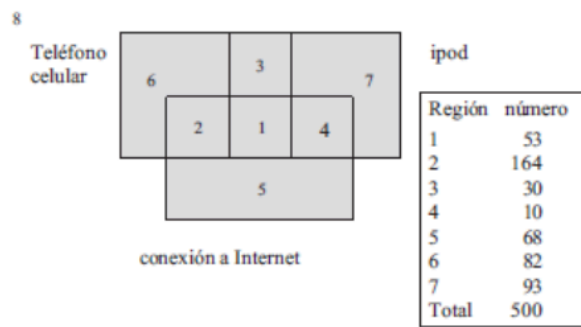 8
Teléfono
celular
ipod
6
3
7
2
1
4
5
conexión a Internet
Región número
1 53
2 164
3 30
4 10
5 68
6 82
7 93
Total 500